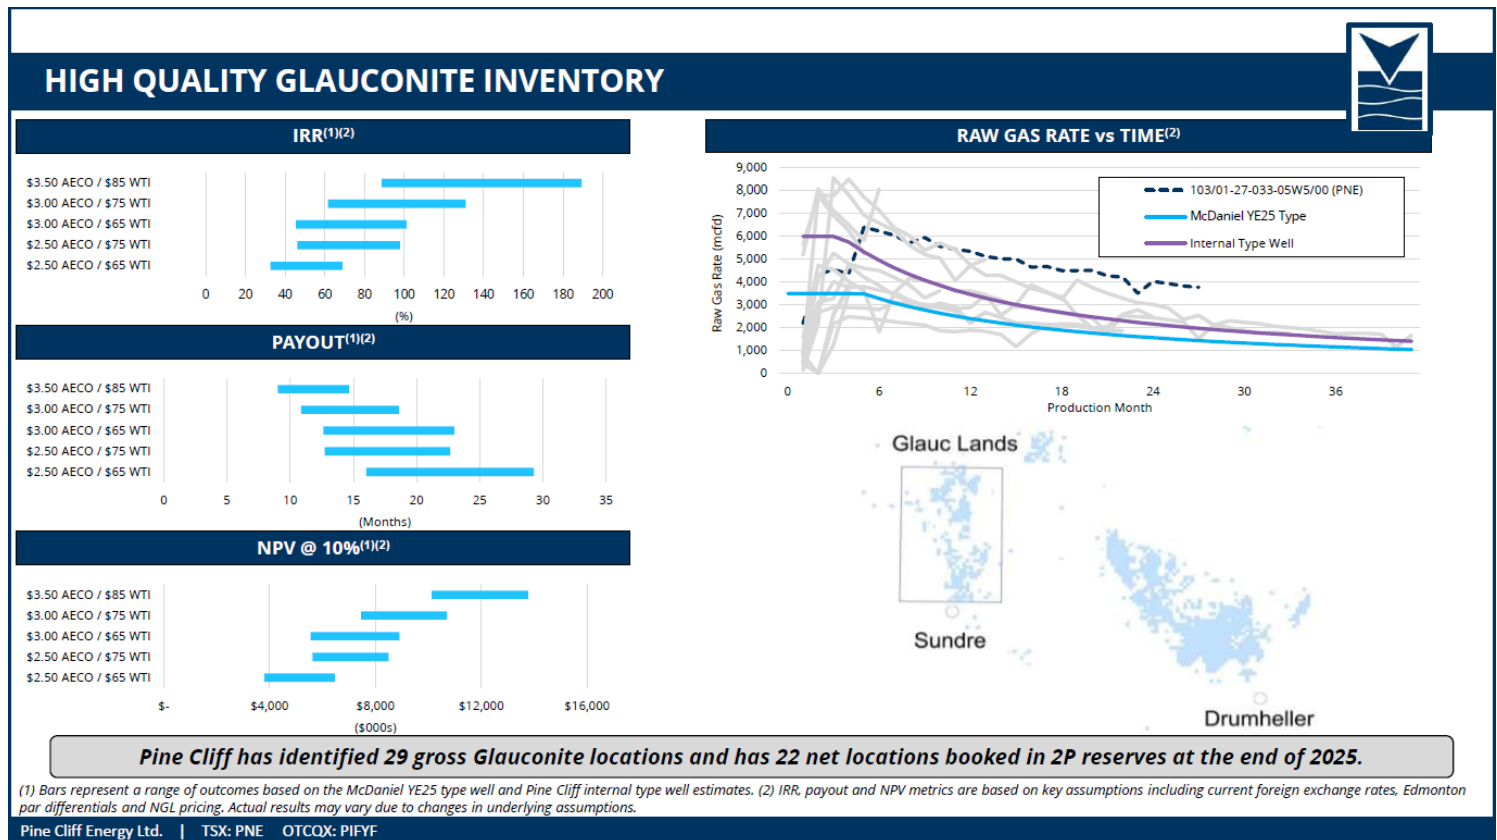 HIGH QUALITY GLAUCONITE INVENTORY
IRR(1)(2)
$3.50 AECO / $85 WTI
$3.00 AECO / $75 WTI
$3.00 AECO / $65 WTI
$2.50 AECO / $75 WTI
$2.50 AECO / $65 WTI
0 20 40 60 80 100 120 140 160 180 200
(%)
PAYOUT(1)(2)
$3.50 AECO / $85 WTI
$3.00 AECO / $75 WTI
$3.00 AECO / $65 WTI
$2.50 AECO / $75 WTI
$2.50 AECO / $65 WTI
0 5 10 15 20 25 30 35
(Months)
NPV @ 10%(1)(2)
$3.50 AECO / $85 WTI
$3.00 AECO / $75 WTI
$3.00 AECO / $65 WTI
$2.50 AECO / $75 WTI
$2.50 AECO / $65 WTI
$- $4,000 $8,000 $12,000 $16,000
($000s)
RAW GAS RATE vs TIME(2)
Raw Gas Rate (mcfd)
9,000
8,000
7,000
6,000
5,000
4,000
3,000
2,000
1,000
0
103/01-27-033-05W5/00 (PNE)
McDaniel YE25 Type
Internal Type Well
0 6 12 18 24 30 36
Production Month
Glauc Lands
Sundre
Drumheller
Pine Cliff has identified 29 gross Glauconite locations and has 22 net locations booked in 2P reserves at the end of 2025.
(1) Bars represent a range of outcomes based on the McDaniel YE25 type well and Pine Cliff internal type well estimates. (2) IRR, payout and NPV metrics are based on key assumptions including current foreign exchange rates, Edmonton
par differentials and NGL pricing. Actual results may vary due to changes in underlying assumptions.
Pine Cliff Energy Ltd. | TSX: PNE OTCQX: PIFYF